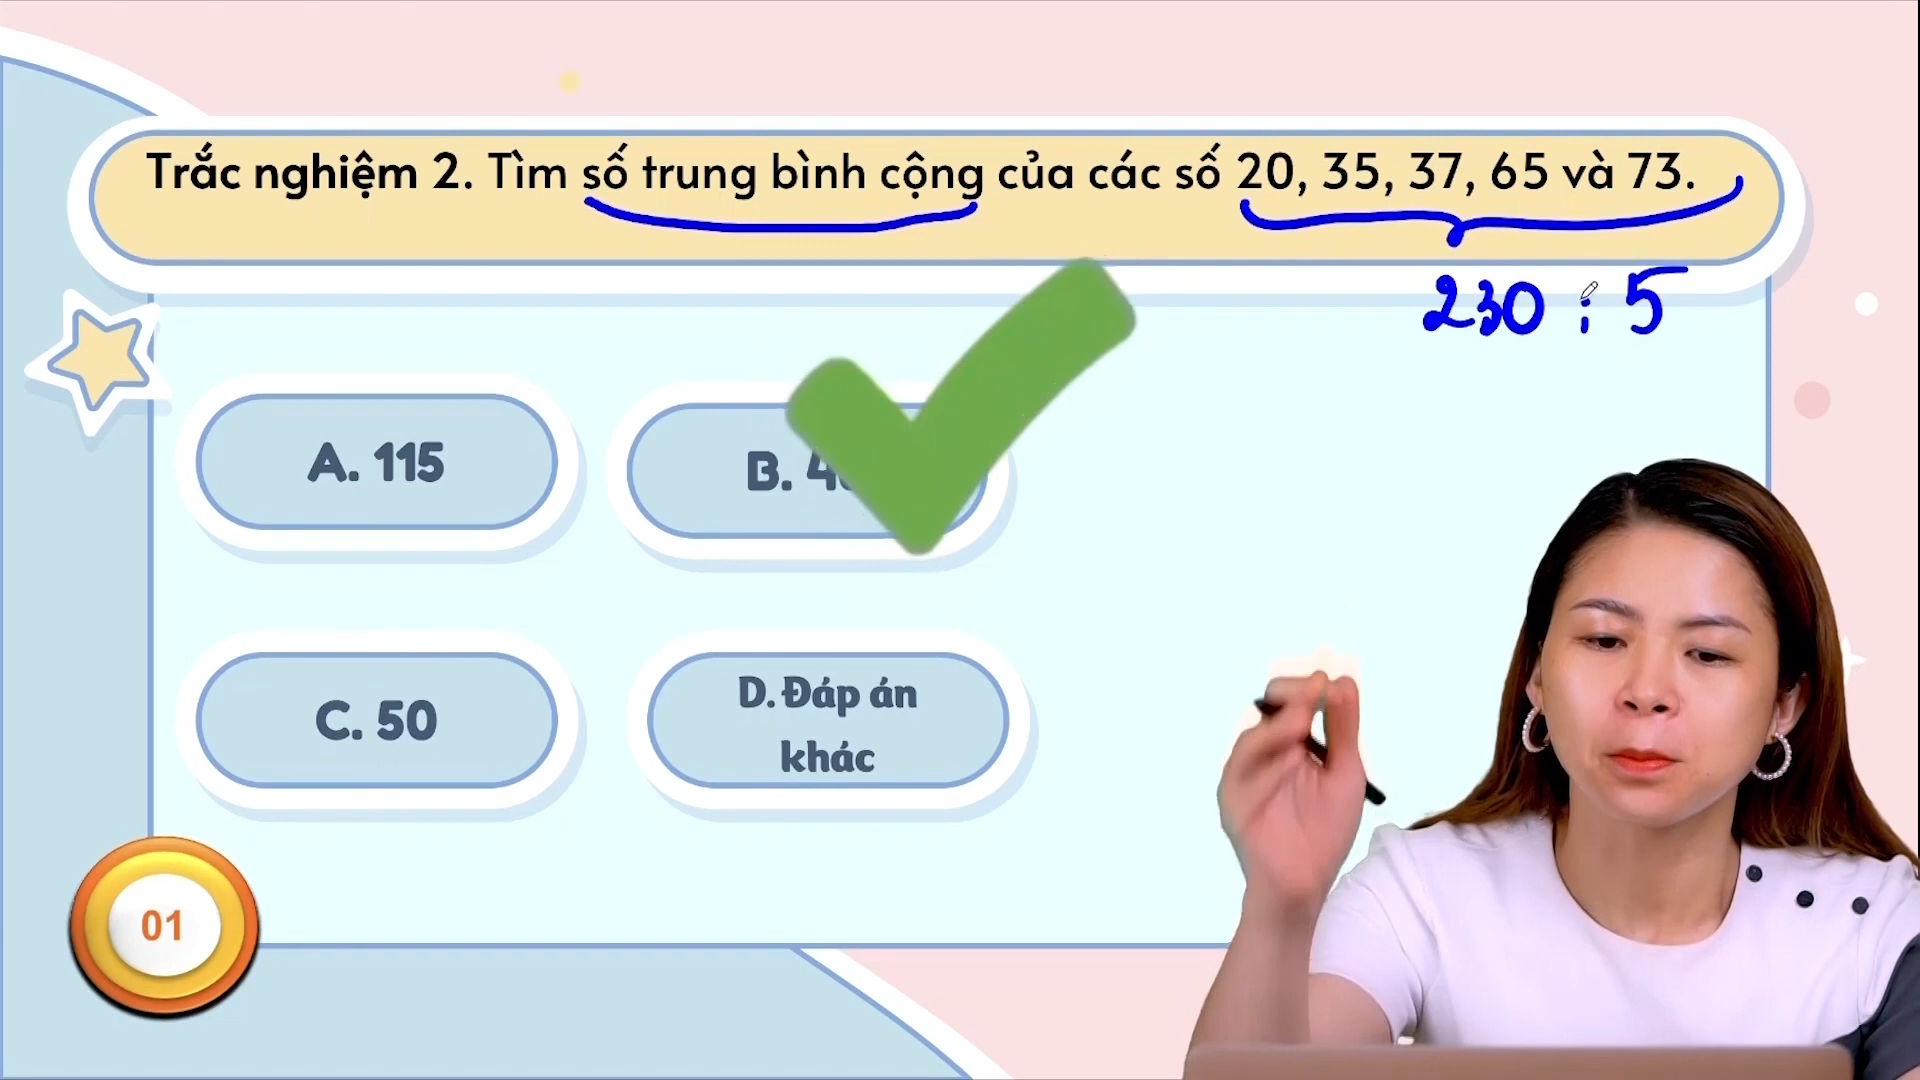 Trắc nghiệm 2. Tìm số trung bình cộng của các số 20, 35, 37, 65 và 73.
230 : 5
A. 115
B.
C. 50
D. Đáp án
khác
01